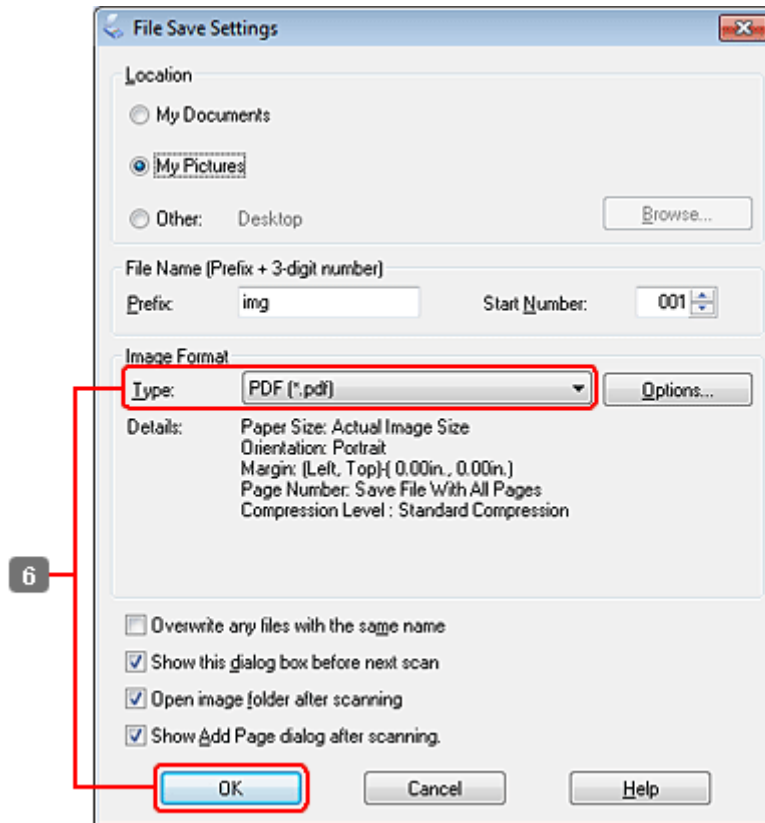 File Save Settings
Location
My Documents
My Pictures
Other: Desktop Browse...
File Name (Prefix + 3-digit number)
Prefix: img Start Number: 001
Image Format
Type: PDF (*.pdf) Options...
Details: Paper Size: Actual Image Size
Orientation: Portrait
Margin: (Left, Top)-( 0.00in., 0.00in.)
Page Number: Save File With All Pages
Compression Level : Standard Compression
6
Overwrite any files with the same name
Show this dialog box before next scan
Open image folder after scanning
Show Add Page dialog after scanning.
OK Cancel Help